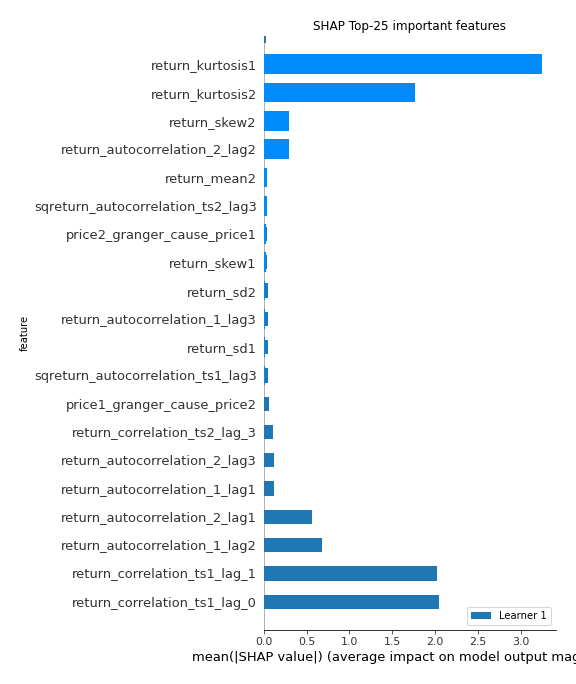 SHAP Top-25 important features
return_kurtosis1
return_kurtosis2
return_skew2
return_autocorrelation_2_lag2
return_mean2
sqreturn_autocorrelation_ts2_lag3
price2_granger_cause_price1
return_skew1
return_sd2
return_autocorrelation_1_lag3
return_sd1
sqreturn_autocorrelation_ts1_lag3
price1_granger_cause_price2
return_correlation_ts2_lag_3
return_autocorrelation_2_lag3
return_autocorrelation_1_lag1
return_autocorrelation_2_lag1
return_autocorrelation_1_lag2
return_correlation_ts1_lag_1
return_correlation_ts1_lag_0
feature
Learner 1
0.0 0.5 1.0 1.5 2.0 2.5 3.0
mean(|SHAP value|) (average impact on model output mag